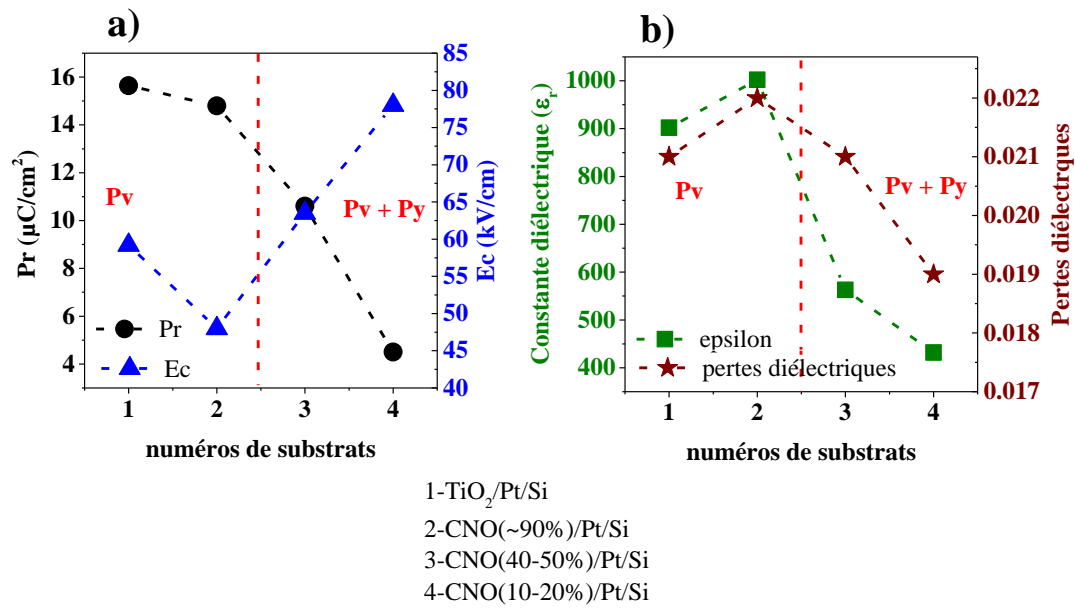 a)
16
14
12
10
8
6
4
Pr (µC/cm²)
85
80
75
70
65
60
55
50
45
40
Ec (kV/cm)
Pv
Pv + Py
Pr
Ec
1 2 3 4
numéros de substrats
b)
1000
900
800
700
600
500
400
Constante diélectrique (εr)
0.022
0.021
0.020
0.019
0.018
0.017
Pertes diélectrques
Pv
Pv + Py
epsilon
pertes diélectriques
1 2 3 4
numéros de substrats
1-TiO₂/Pt/Si
2-CNO(~90%)/Pt/Si
3-CNO(40-50%)/Pt/Si
4-CNO(10-20%)/Pt/Si